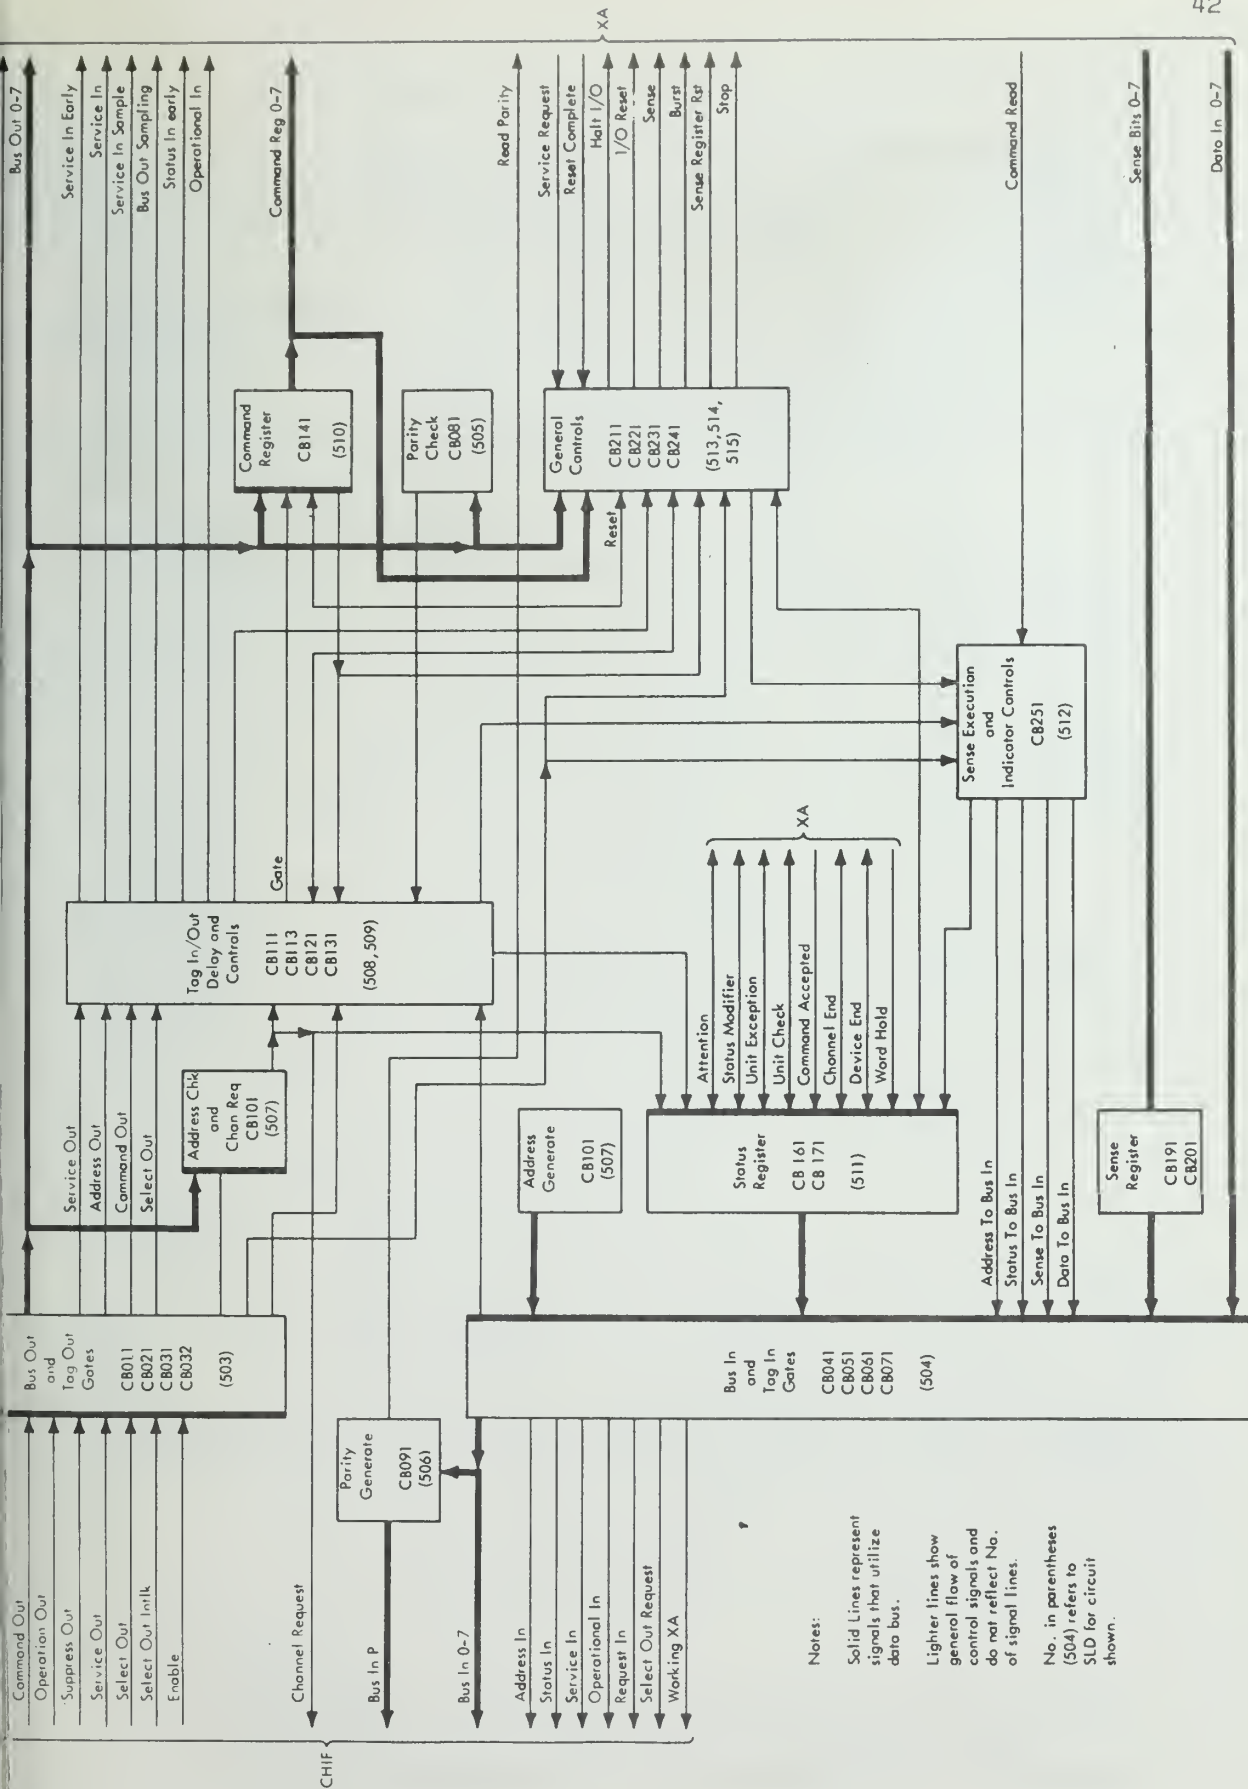 42
XA
Bus Out 0-7
Service In Early
Service In
Service In Sample
Bus Out Sampling
Status In early
Operational In
Command Reg 0-7
Read Parity
Service Request
Reset Complete
Halt I/O
I/O Reset
Sense
Burst
Sense Register Rst
Stop
Command Read
Sense Bits 0-7
Data In 0-7
Command
Register
CB141
(510)
Parity
Check
CB081
(505)
General
Controls
CB211
CB221
CB231
CB241
(513,514,
515)
Reset
Gate
Tag In/Out
Delay and
Controls
CB111
CB113
CB121
CB131
(508,509)
Sense Execution
and
Indicator Controls
CB251
(512)
XA
Attention
Status Modifier
Unit Exception
Unit Check
Command Accepted
Channel End
Device End
Word Hold
Service Out
Address Out
Command Out
Select Out
Address Chk
and
Chan Req
CB101
(507)
Address
Generate
CB101
(507)
Status
Register
CB 161
CB 171
(511)
Address To Bus In
Status To Bus In
Sense To Bus In
Data To Bus In
Sense
Register
CB191
CB201
Bus Out
and
Tag Out
Gates
CB011
CB021
CB031
CB032
(503)
Bus In
and
Tag In
Gates
CB041
CB051
CB061
CB071
(504)
Parity
Generate
CB091
(506)
Command Out
Operation Out
Suppress Out
Service Out
Select Out
Select Out Intlk
Enable
Channel Request
Bus In P
Bus In 0-7
Address In
Status In
Service In
Operational In
Request In
Select Out Request
Working XA
CHIF
Notes:
Solid Lines represent
signals that utilize
data bus.
Lighter lines show
general flow of
control signals and
do not reflect No.
of signal lines.
No. in parentheses
(504) refers to
SLD for circuit
shown.